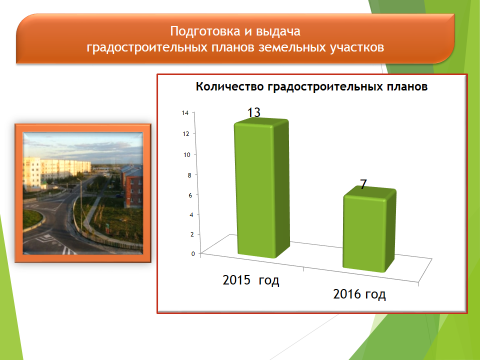 Подготовка и выдача
градостроительных планов земельных участков
Количество градостроительных планов
14
12
10
8
6
4
2
0
13
7
2015 год
2016 год